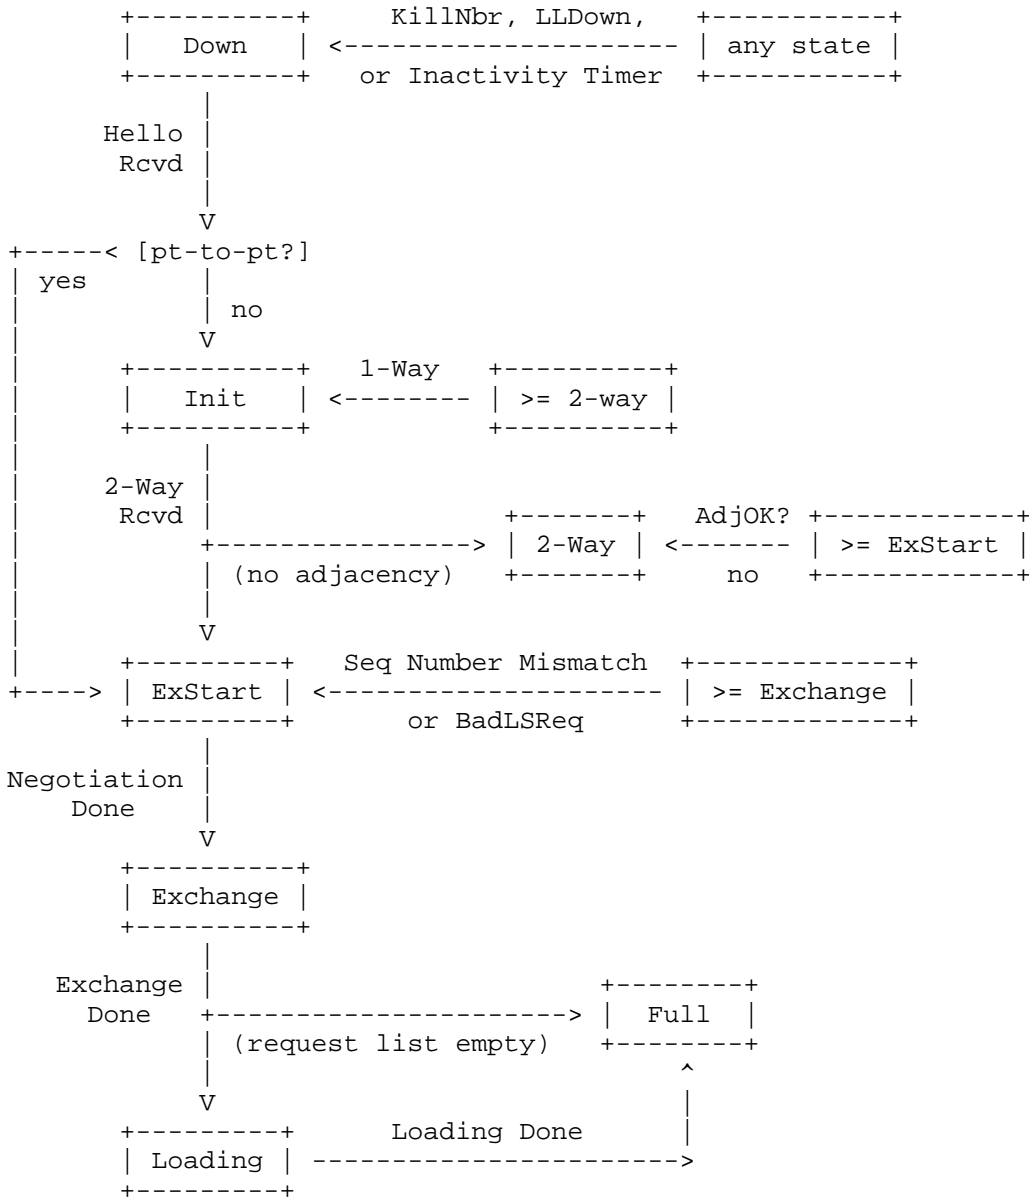 KillNbr, LLDown,
Down <--------------------- any state
or Inactivity Timer
Hello
Rcvd
V
< [pt-to-pt?]
yes
no
V
1-Way
Init <-------- >= 2-way
2-Way
Rcvd AdjOK?
+----------------> 2-Way <------- >= ExStart
(no adjacency) no
V
Seq Number Mismatch
+----> ExStart <--------------------- >= Exchange
or BadLSReq
Negotiation
Done
V
Exchange
Exchange
Done +----------------------> Full
(request list empty)
^
V
Loading Done
Loading ----------------------->